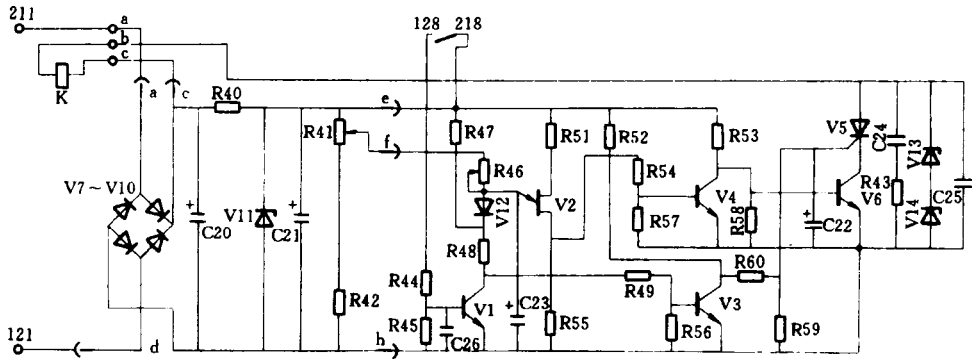 211
a
b
c
K
a
c
R40
128
218
e
R41
f
R47
R46
R51
R52
R53
V5
C24
V13
V7～V10
V12
V2
R54
V4
R43
V6
V14
C25
R57
R58
C20
V11
C21
C22
R48
R44
R49
R60
R42
V1
C23
V3
R45
C26
R55
R56
R59
121
d
h